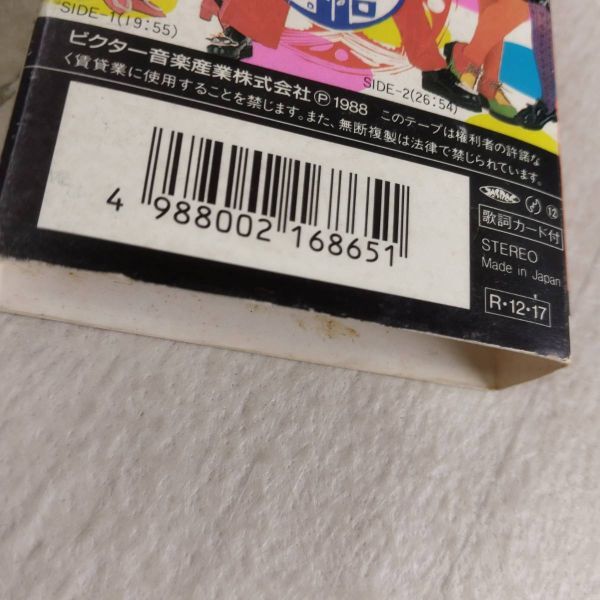 SIDE-1(19:55)
SIDE-2(26:54)
ビクター音楽産業株式会社 Ⓟ 1988 このテープは権利者の許諾な
く賃貸業に使用することを禁じます。また、無断複製は法律で禁じられています。
4 988002 168651
12
歌詞カード付
STEREO
Made in Japan
R・12・17